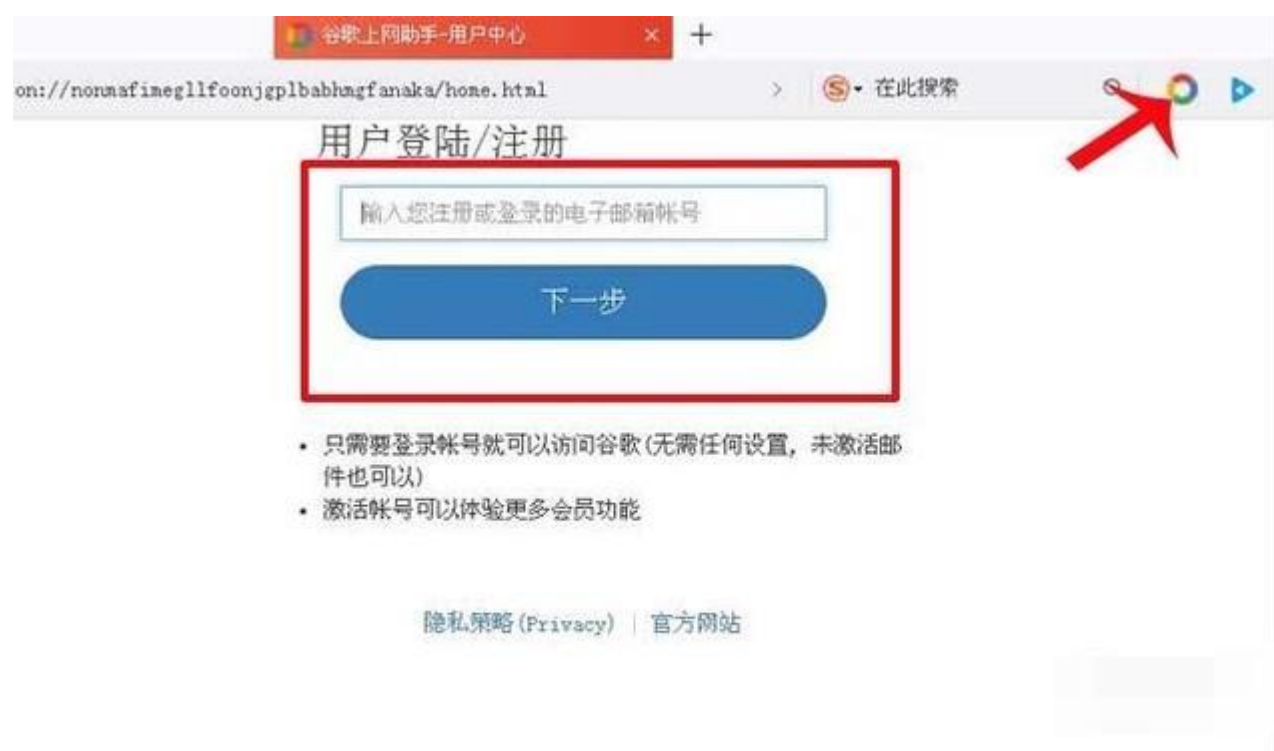 谷歌上网助手-用户中心 × +
on://nonmafimegllfoonjgplbabhmgfanaka/home.html > S 在此搜索
用户登陆/注册
输入您注册或登录的电子邮箱帐号
下一步
• 只需要登录帐号就可以访问谷歌(无需任何设置, 未激活邮
件也可以)
• 激活帐号可以体验更多会员功能
隐私策略(Privacy) | 官方网站